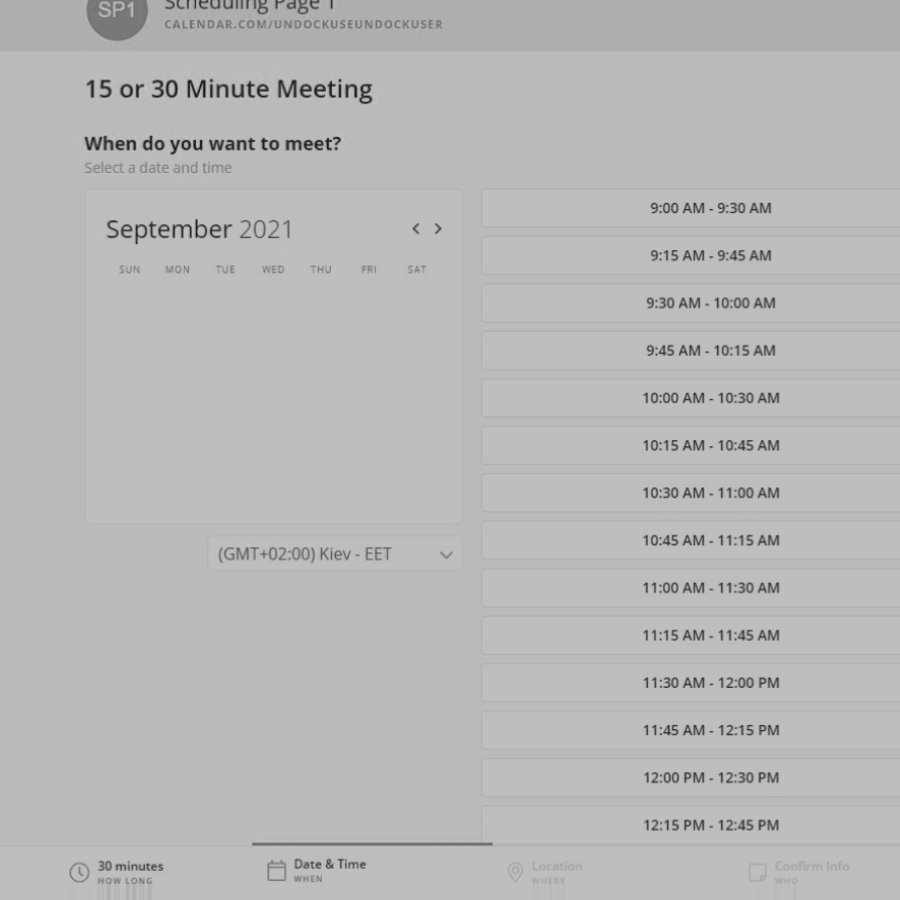 SP1
Scheduling Page 1
CALENDAR.COM/UNDOCKUSEUNDOCKUSER
15 or 30 Minute Meeting
When do you want to meet?
Select a date and time
September 2021
SUN MON TUE WED THU FRI SAT
(GMT+02:00) Kiev - EET
9:00 AM - 9:30 AM
9:15 AM - 9:45 AM
9:30 AM - 10:00 AM
9:45 AM - 10:15 AM
10:00 AM - 10:30 AM
10:15 AM - 10:45 AM
10:30 AM - 11:00 AM
10:45 AM - 11:15 AM
11:00 AM - 11:30 AM
11:15 AM - 11:45 AM
11:30 AM - 12:00 PM
11:45 AM - 12:15 PM
12:00 PM - 12:30 PM
12:15 PM - 12:45 PM
30 minutes
HOW LONG
Date & Time
WHEN
Location
WHERE
Confirm Info
WHO